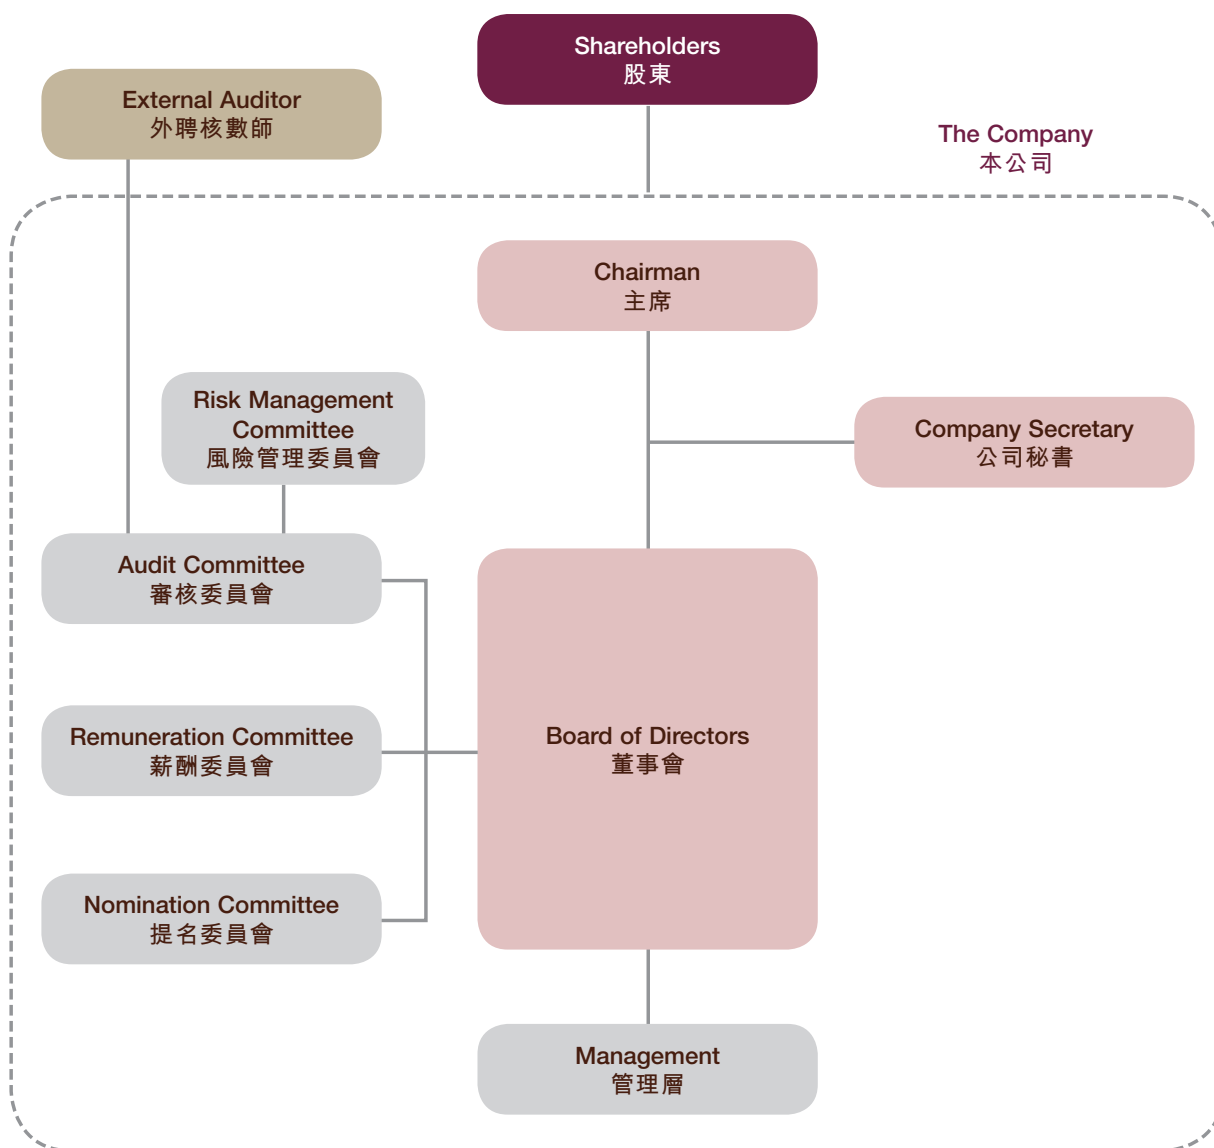 Shareholders
股東
External Auditor
外聘核數師
The Company
本公司
Chairman
主席
Risk Management
Committee
風險管理委員會
Company Secretary
公司秘書
Audit Committee
審核委員會
Remuneration Committee
薪酬委員會
Board of Directors
董事會
Nomination Committee
提名委員會
Management
管理層